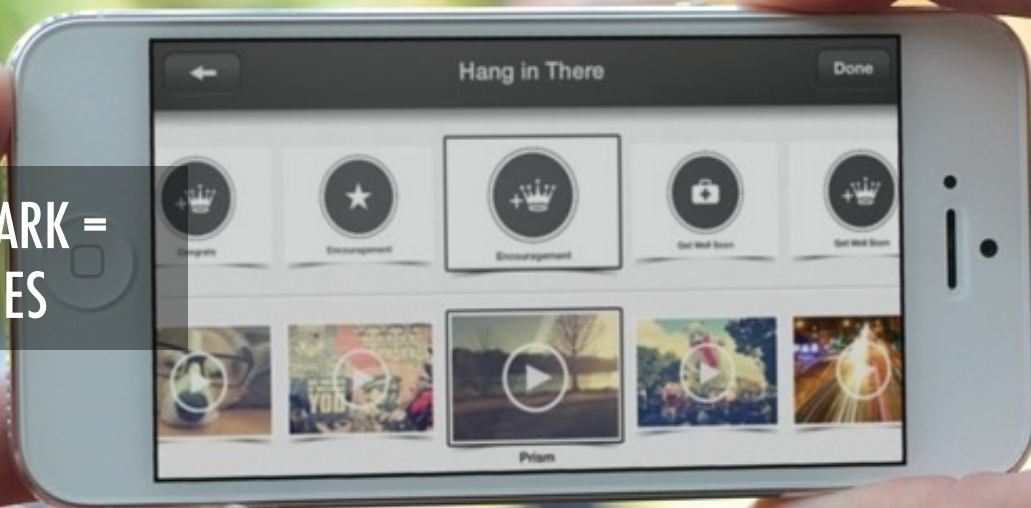 Hang in There
Done
ARK =
ES
Congrats
Encouragement
Encouragement
Get Well Soon
Get Well Soon
YOU
Prism